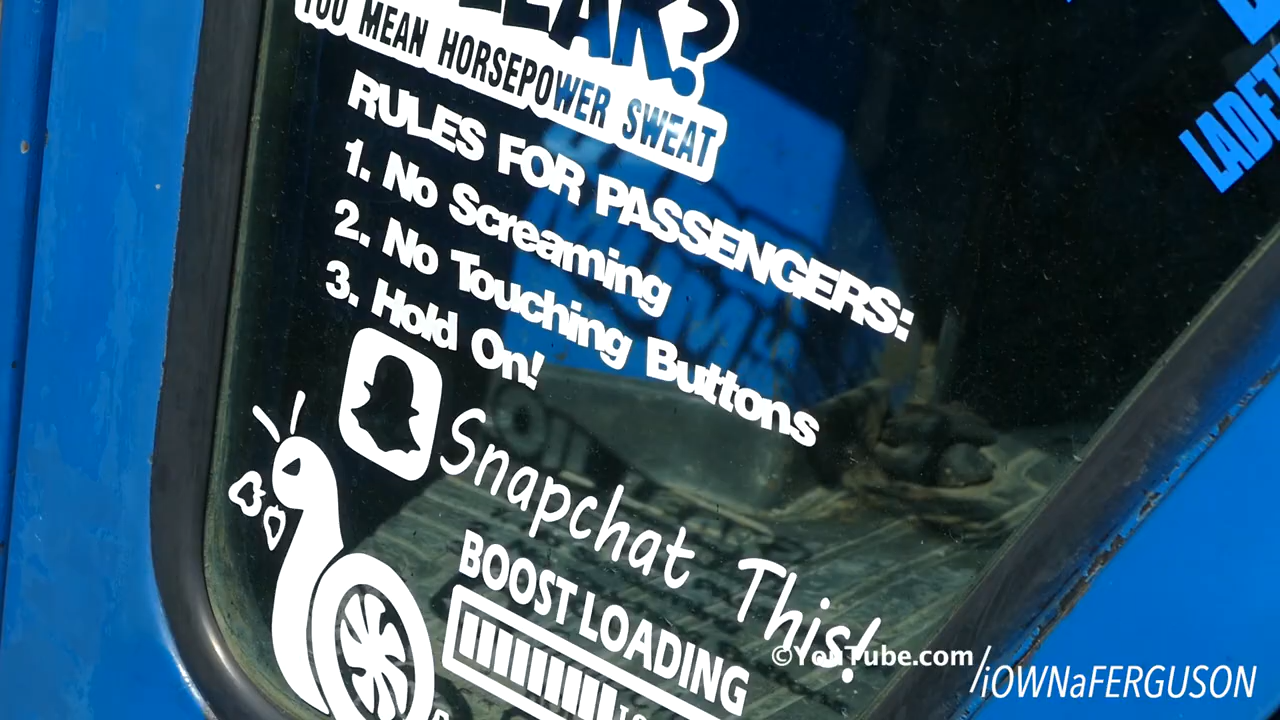 YOU MEAN HORSEPOWER SWEAT
RULES FOR PASSENGERS:
1. No Screaming
2. No Touching Buttons
3. Hold On!
Snapchat This!
BOOST LOADING
©YouTube.com/iOWNaFERGUSON